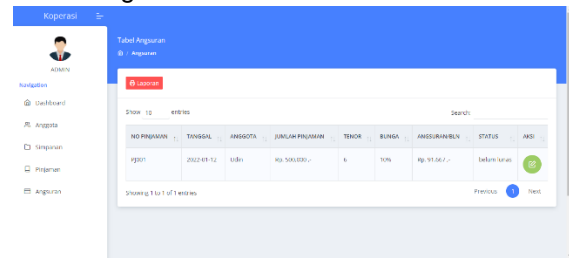 Koperasi
ADMIN
Navigation
Dashboard
Anggota
Simpanan
Pinjaman
Angsuran
Tabel Angsuran
/ Angsuran
Laporan
Show 10 entries
Search:
NO PINJAMAN TANGGAL ANGGOTA JUMLAH PINJAMAN TENOR BUNGA ANGSURAN/BLN STATUS AKSI
PJ001 2022-01-12 Udin Rp. 500.000 ,- 6 10% Rp. 91.667 ,- belum lunas
Showing 1 to 1 of 1 entries
Previous 1 Next